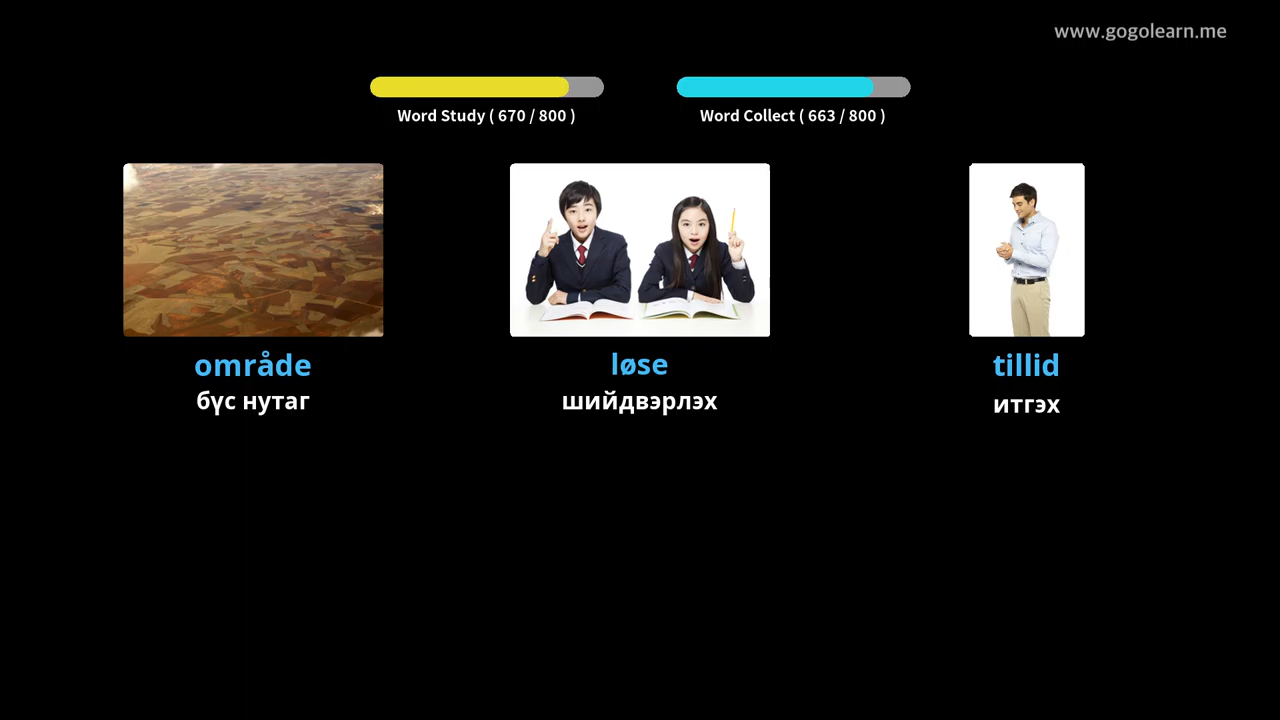 www.gogolearn.me
Word Study ( 670 / 800 )
Word Collect ( 663 / 800 )
område
бүс нутаг
løse
шийдвэрлэх
tillid
итгэх